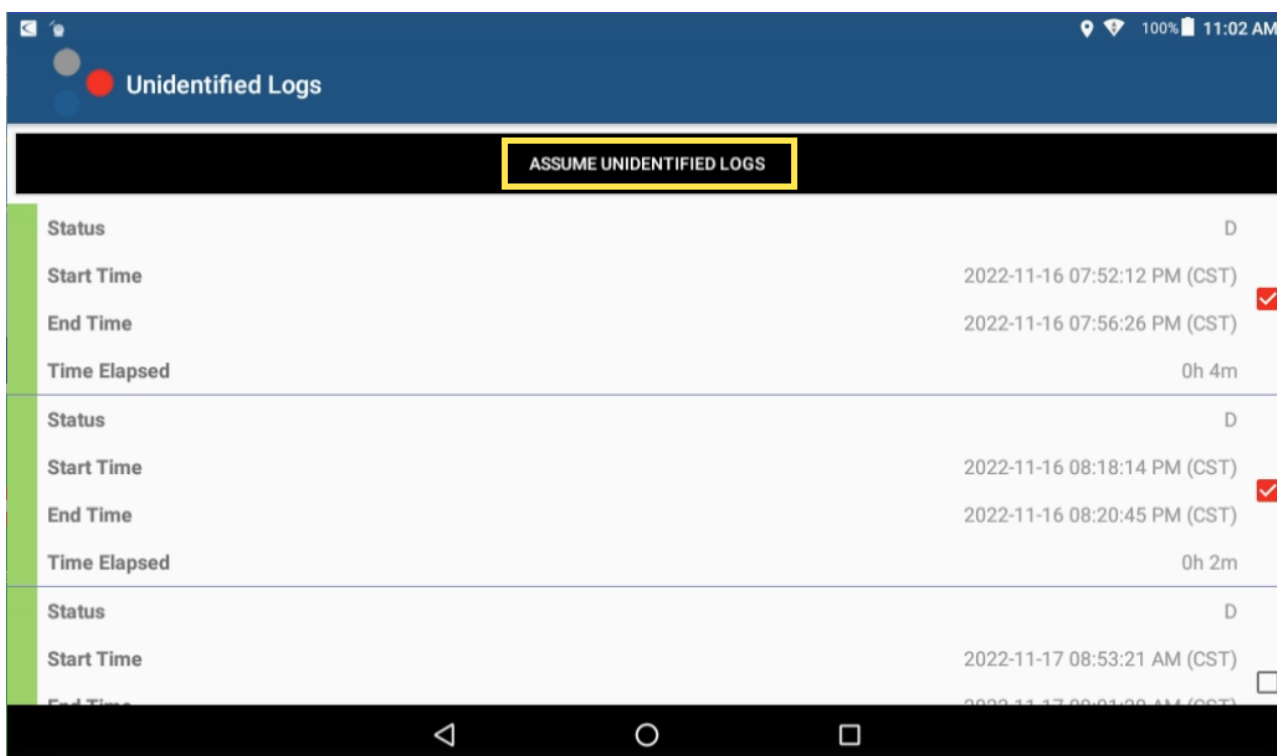 100% 11:02 AM
Unidentified Logs
ASSUME UNIDENTIFIED LOGS
Status D
Start Time 2022-11-16 07:52:12 PM (CST)
End Time 2022-11-16 07:56:26 PM (CST)
Time Elapsed 0h 4m
Status D
Start Time 2022-11-16 08:18:14 PM (CST)
End Time 2022-11-16 08:20:45 PM (CST)
Time Elapsed 0h 2m
Status D
Start Time 2022-11-17 08:53:21 AM (CST)
End Time